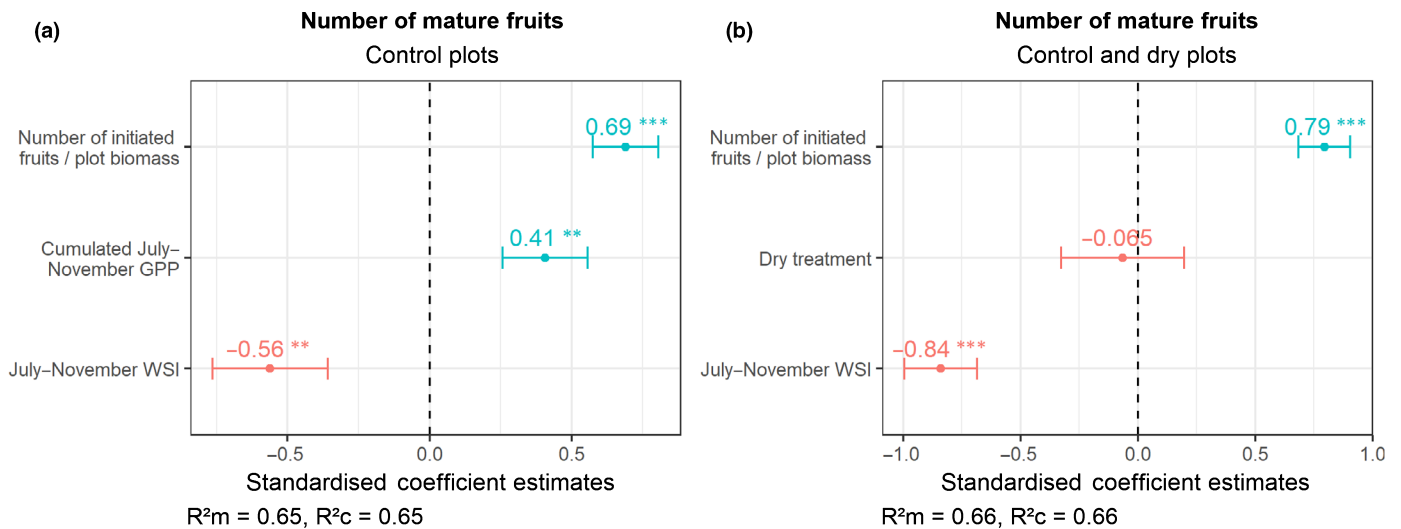 (a)
Number of mature fruits
Control plots
Number of initiated
fruits / plot biomass
0.69 ***
Cumulated July–
November GPP
0.41 **
July–November WSI
–0.56 **
–0.5
0.0
0.5
Standardised coefficient estimates
R²m = 0.65, R²c = 0.65
(b)
Number of mature fruits
Control and dry plots
Number of initiated
fruits / plot biomass
0.79 ***
Dry treatment
–0.065
July–November WSI
–0.84 ***
–1.0
–0.5
0.0
0.5
1.0
Standardised coefficient estimates
R²m = 0.66, R²c = 0.66